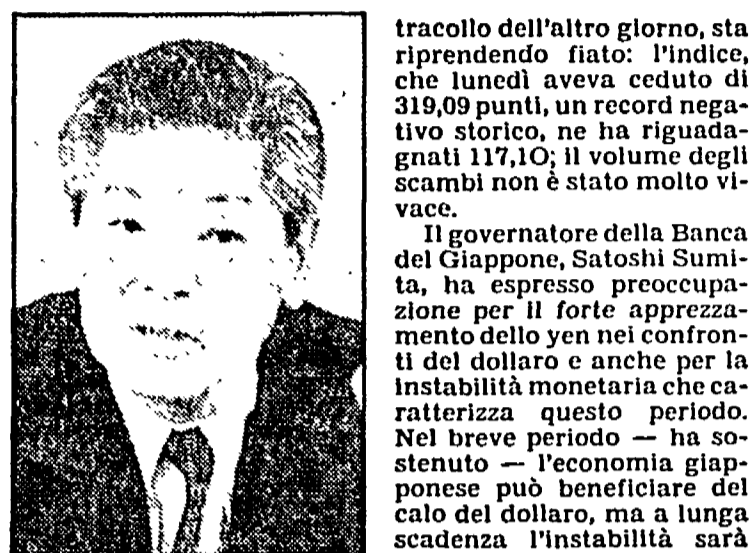 tracollo dell'altro giorno, sta
riprendendo fiato: l'indice,
che lunedì aveva ceduto di
319,09 punti, un record nega-
tivo storico, ne ha riguada-
gnati 117,10; il volume degli
scambi non è stato molto vi-
vace.
Il governatore della Banca
del Giappone, Satoshi Sumi-
ta, ha espresso preoccupa-
zione per il forte apprezza-
mento dello yen nei confron-
ti del dollaro e anche per la
instabilità monetaria che ca-
ratterizza questo periodo.
Nel breve periodo — ha so-
stenuto — l'economia giap-
ponese può beneficiare del
calo del dollaro, ma a lunga
scadenza l'instabilità sarà